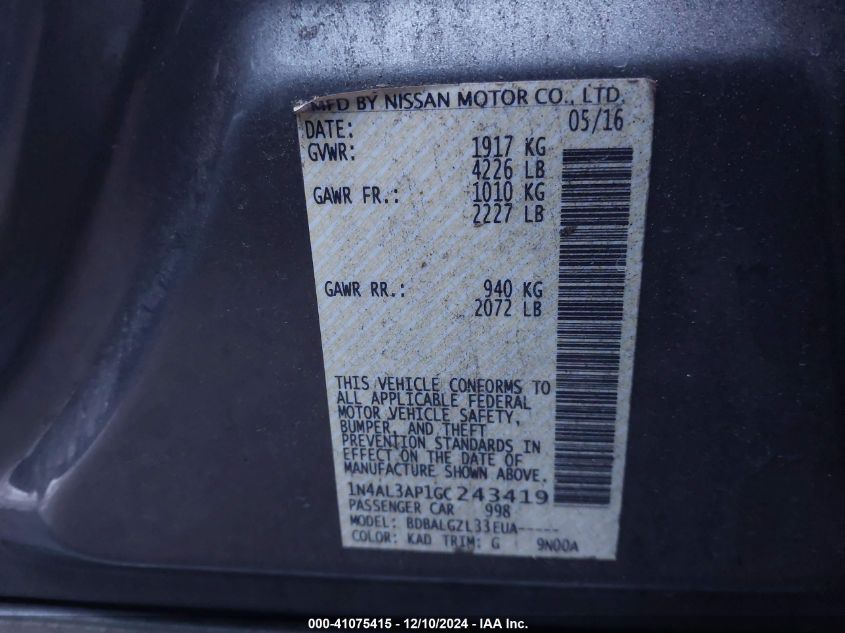 MFD BY NISSAN MOTOR CO., LTD.
DATE: 05/16
GVWR: 1917 KG
4226 LB
GAWR FR.: 1010 KG
2227 LB
GAWR RR.: 940 KG
2072 LB
THIS VEHICLE CONFORMS TO
ALL APPLICABLE FEDERAL
MOTOR VEHICLE SAFETY,
BUMPER, AND THEFT
PREVENTION STANDARDS IN
EFFECT ON THE DATE OF
MANUFACTURE SHOWN ABOVE.
1N4AL3AP1GC243419
PASSENGER CAR 998
MODEL: BDBALGZL33EUA-----
COLOR: KAD TRIM: G 9N00A
000-41075415 - 12/10/2024 - IAA Inc.